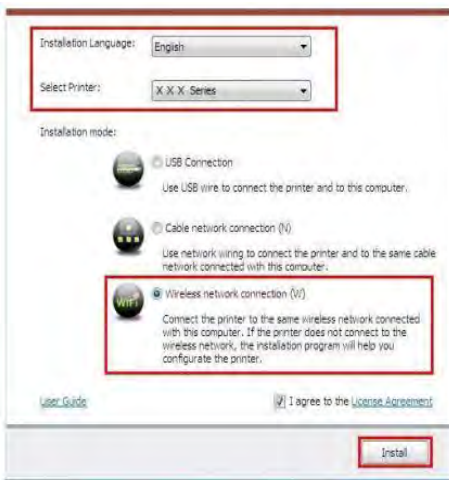 Installation Language: English
Select Printer: X X X Series
Installation mode:
USB Connection
Use USB wire to connect the printer and to this computer.
Cable network connection (N)
Use network wiring to connect the printer and to the same cable
network connected with this computer.
WiFi
Wireless network connection (W)
Connect the printer to the same wireless network connected
with this computer. If the printer does not connect to the
wireless network, the installation program will help you
configurate the printer.
User Guide I agree to the License Agreement
Install